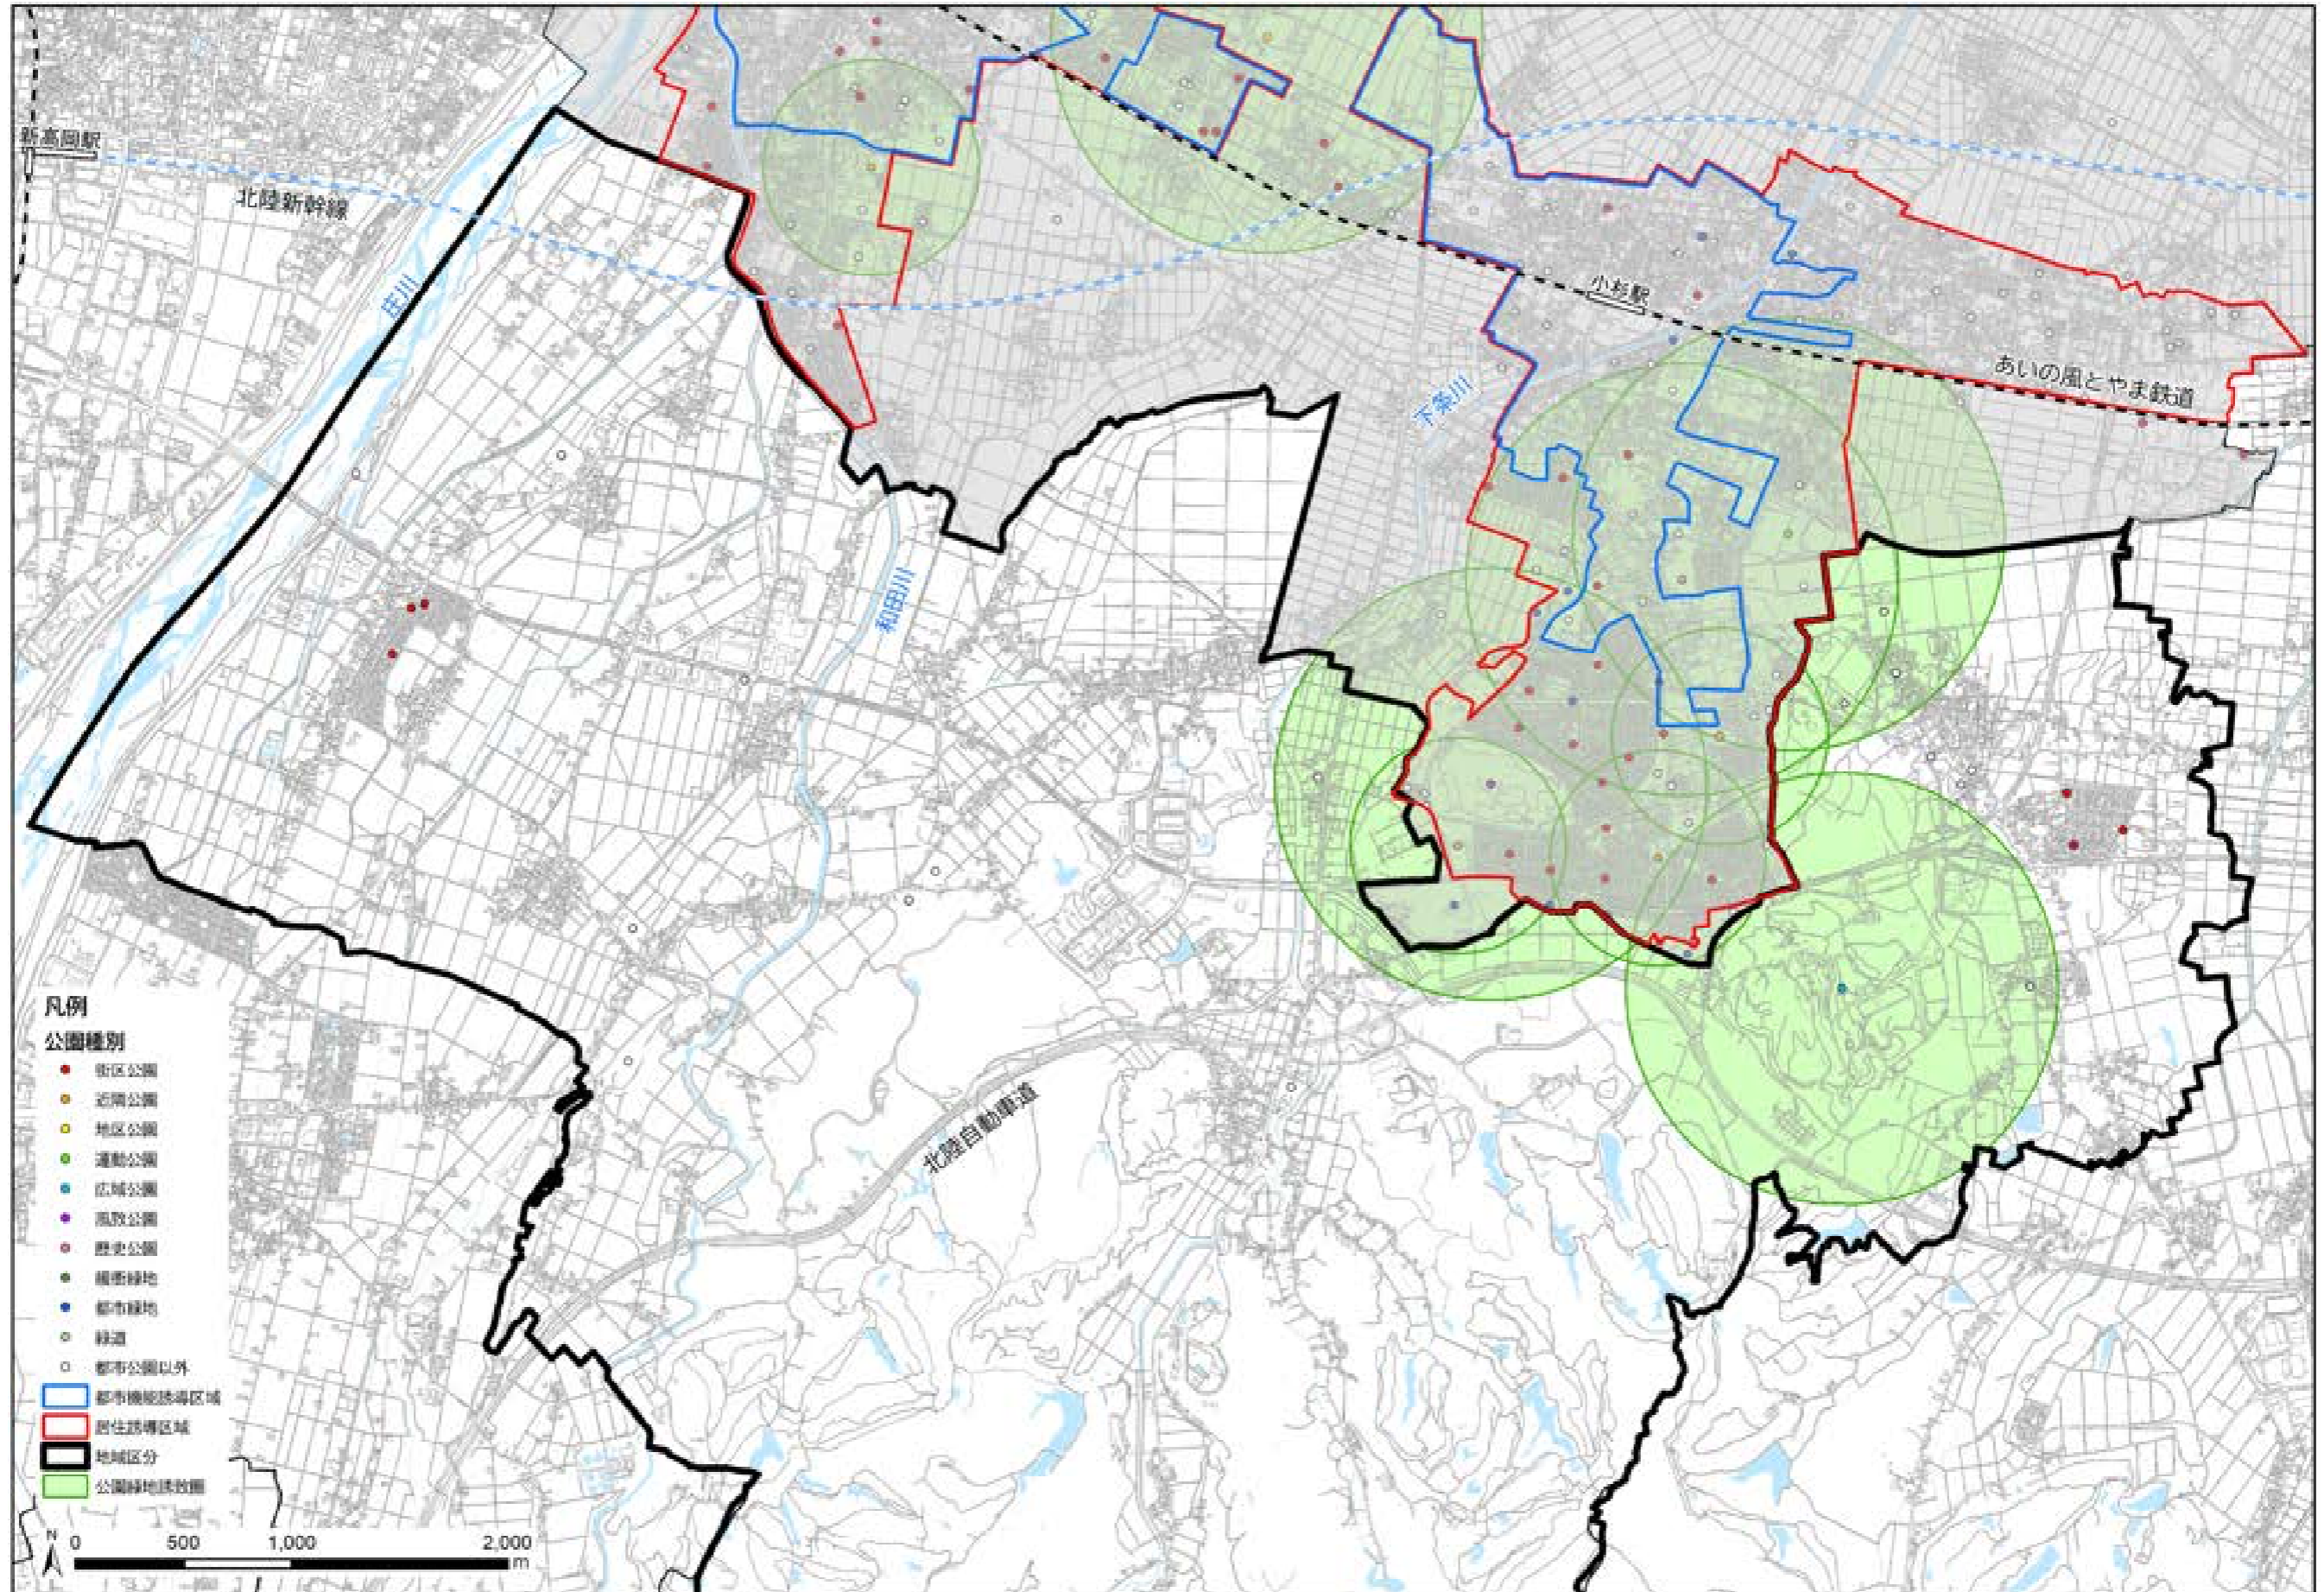 新高岡駅
北陸新幹線
庄川
小杉駅
あいの風とやま鉄道
下条川
和田川
北陸自動車道
凡例
公園種別
街区公園
近隣公園
地区公園
運動公園
広域公園
風致公園
歴史公園
緩衝緑地
都市緑地
緑道
都市公園以外
都市機能誘導区域
居住誘導区域
地域区分
公園緑地誘致圏
N
0 500 1,000 2,000
m